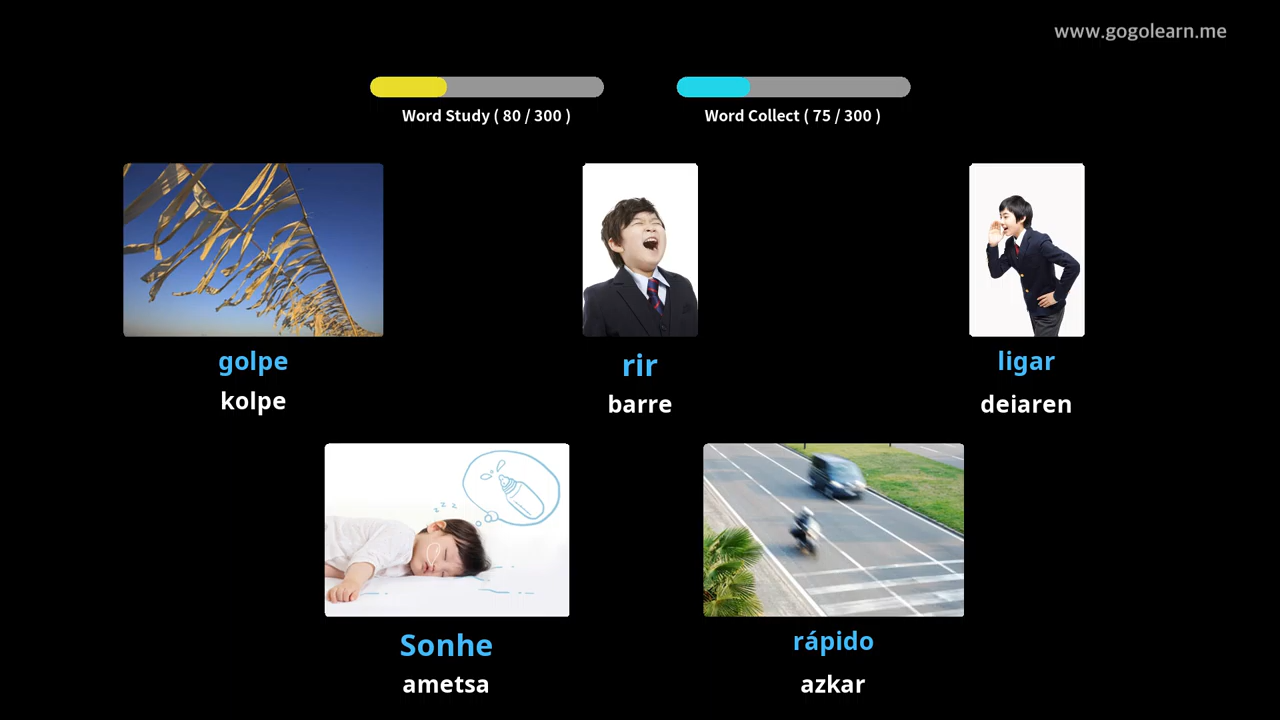 www.gogolearn.me
Word Study ( 80 / 300 )
Word Collect ( 75 / 300 )
golpe
kolpe
rir
barre
ligar
deiaren
z z z
Sonhe
ametsa
rápido
azkar